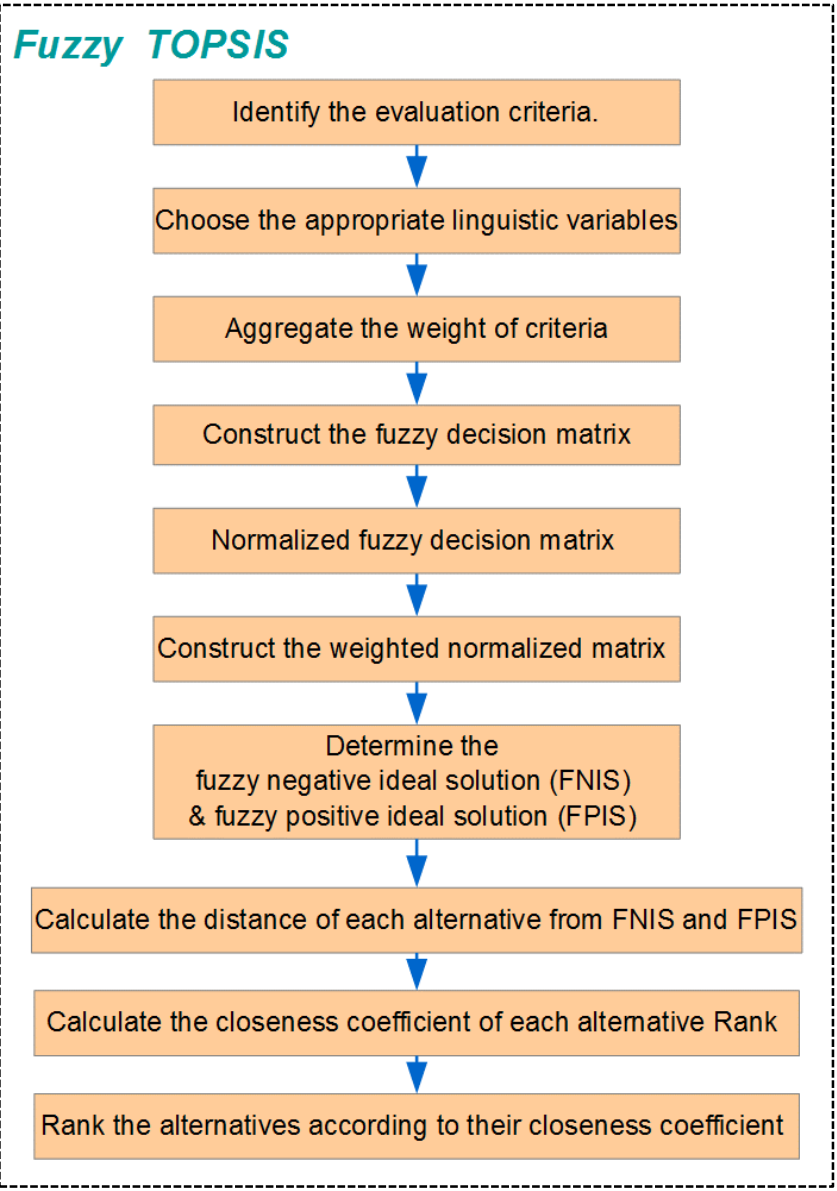 Fuzzy TOPSIS
Identify the evaluation criteria.
Choose the appropriate linguistic variables
Aggregate the weight of criteria
Construct the fuzzy decision matrix
Normalized fuzzy decision matrix
Construct the weighted normalized matrix
Determine the
fuzzy negative ideal solution (FNIS)
& fuzzy positive ideal solution (FPIS)
Calculate the distance of each alternative from FNIS and FPIS
Calculate the closeness coefficient of each alternative Rank
Rank the alternatives according to their closeness coefficient